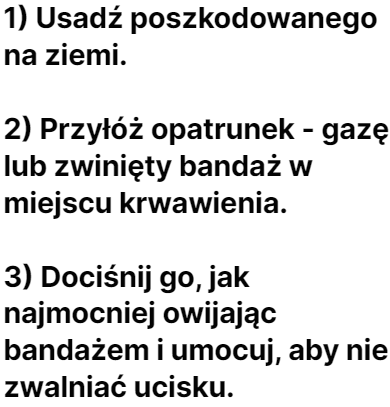 1) Usadź poszkodowanego
na ziemi.
2) Przyłóż opatrunek - gazę
lub zwinięty bandaż w
miejscu krwawienia.
3) Dociśnij go, jak
najmocniej owijając
bandażem i umocuj, aby nie
zwalniać ucisku.